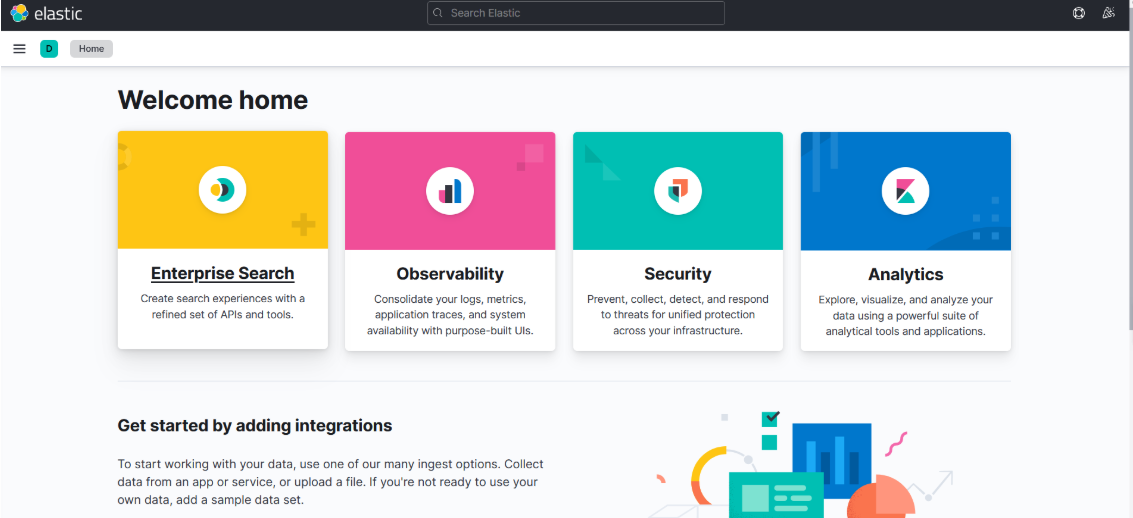 elastic
Search Elastic
D
Home
Welcome home
Enterprise Search
Create search experiences with a
refined set of APIs and tools.
Observability
Consolidate your logs, metrics,
application traces, and system
availability with purpose-built UIs.
Security
Prevent, collect, detect, and respond
to threats for unified protection
across your infrastructure.
Analytics
Explore, visualize, and analyze your
data using a powerful suite of
analytical tools and applications.
Get started by adding integrations
To start working with your data, use one of our many ingest options. Collect
data from an app or service, or upload a file. If you're not ready to use your
own data, add a sample data set.